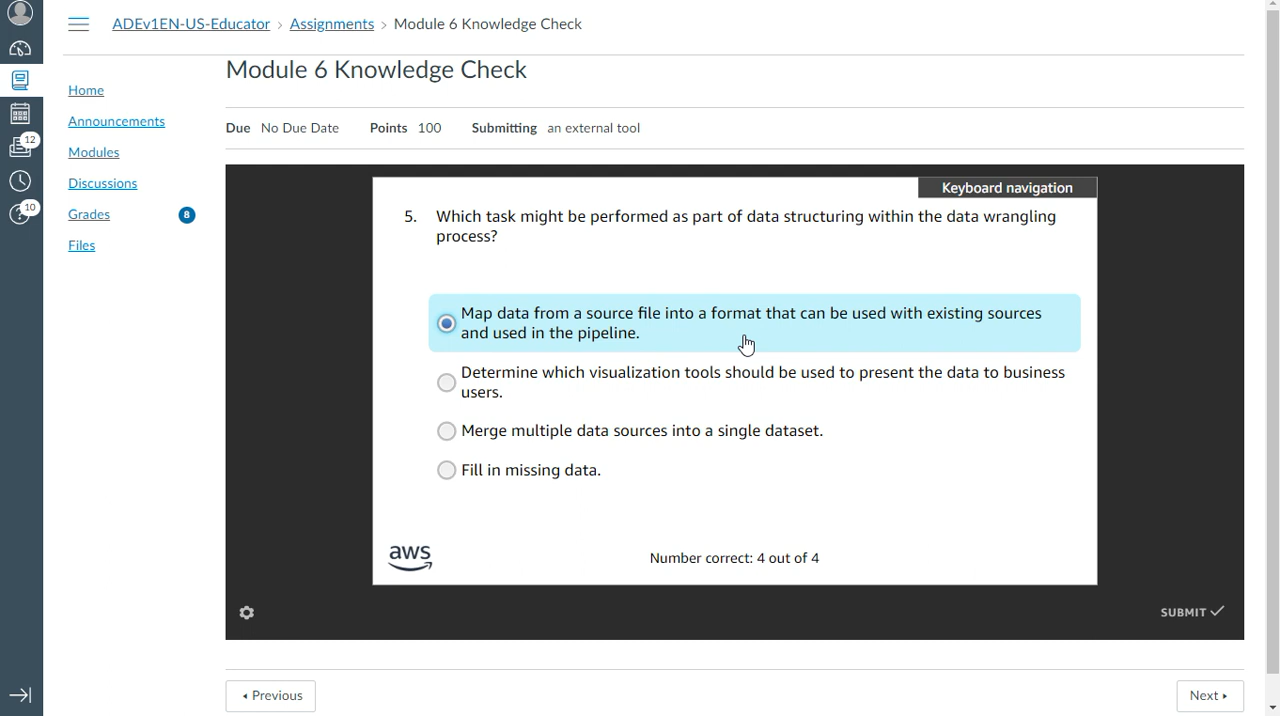 ADEv1EN-US-Educator › Assignments › Module 6 Knowledge Check
Module 6 Knowledge Check
Home
Announcements
Modules
Discussions
Grades 8
Files
12
10
Due No Due Date Points 100 Submitting an external tool
Keyboard navigation
5. Which task might be performed as part of data structuring within the data wrangling
process?
Map data from a source file into a format that can be used with existing sources
and used in the pipeline.
Determine which visualization tools should be used to present the data to business
users.
Merge multiple data sources into a single dataset.
Fill in missing data.
aws
Number correct: 4 out of 4
SUBMIT
Previous
Next